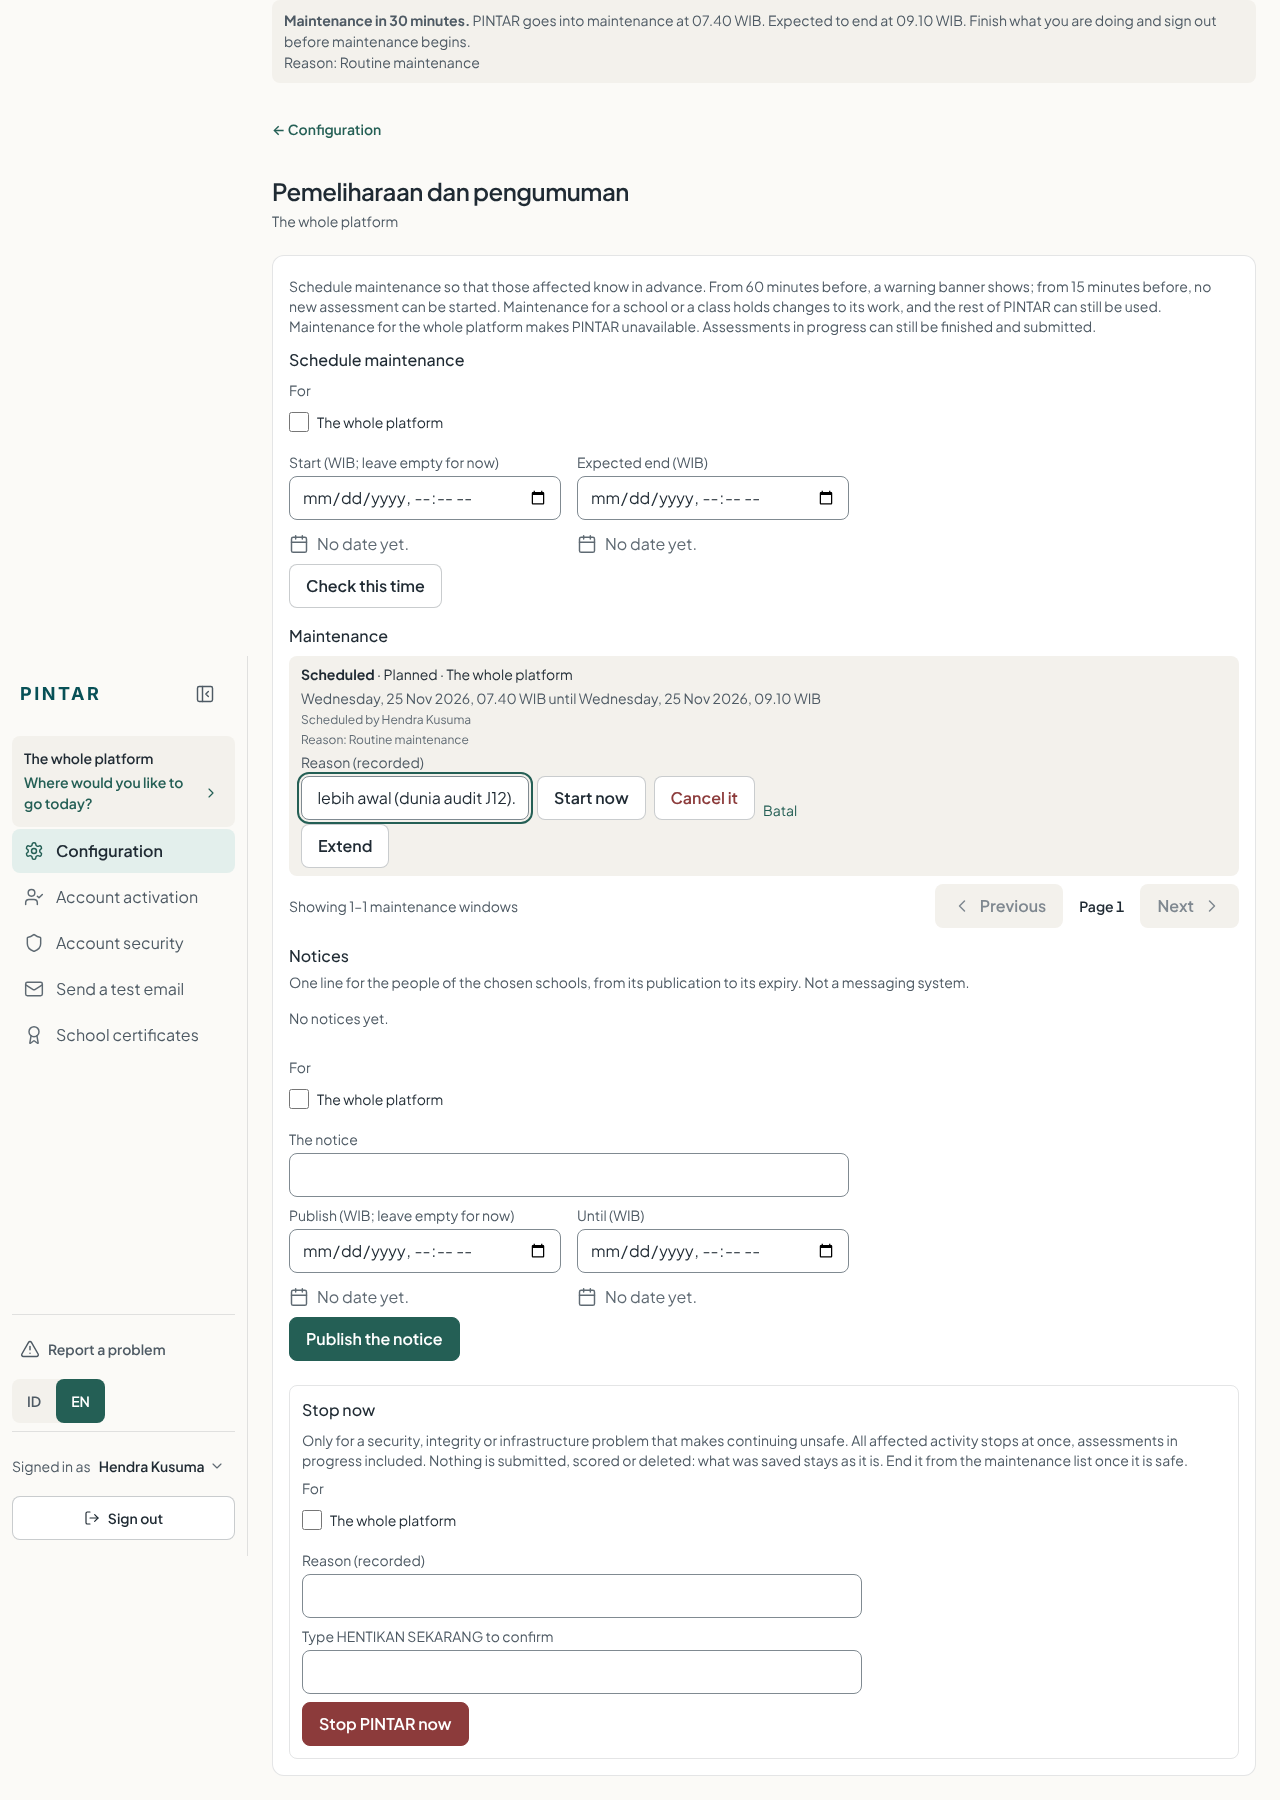 Maintenance in 30 minutes. PINTAR goes into maintenance at 07.40 WIB. Expected to end at 09.10 WIB. Finish what you are doing and sign out
before maintenance begins.
Reason: Routine maintenance
← Configuration
Pemeliharaan dan pengumuman
The whole platform
Schedule maintenance so that those affected know in advance. From 60 minutes before, a warning banner shows; from 15 minutes before, no
new assessment can be started. Maintenance for a school or a class holds changes to its work, and the rest of PINTAR can still be used.
Maintenance for the whole platform makes PINTAR unavailable. Assessments in progress can still be finished and submitted.
Schedule maintenance
For
The whole platform
Start (WIB; leave empty for now)
Expected end (WIB)
mm/dd/yyyy, --:-- --
mm/dd/yyyy, --:-- --
No date yet.
No date yet.
Check this time
Maintenance
Scheduled · Planned · The whole platform
Wednesday, 25 Nov 2026, 07.40 WIB until Wednesday, 25 Nov 2026, 09.10 WIB
Scheduled by Hendra Kusuma
Reason: Routine maintenance
Reason (recorded)
lebih awal (dunia audit J12).
Start now
Cancel it
Batal
Extend
Showing 1–1 maintenance windows
Previous
Page 1
Next
Notices
One line for the people of the chosen schools, from its publication to its expiry. Not a messaging system.
No notices yet.
For
The whole platform
The notice
Publish (WIB; leave empty for now)
Until (WIB)
mm/dd/yyyy, --:-- --
mm/dd/yyyy, --:-- --
No date yet.
No date yet.
Publish the notice
Stop now
Only for a security, integrity or infrastructure problem that makes continuing unsafe. All affected activity stops at once, assessments in
progress included. Nothing is submitted, scored or deleted: what was saved stays as it is. End it from the maintenance list once it is safe.
For
The whole platform
Reason (recorded)
Type HENTIKAN SEKARANG to confirm
Stop PINTAR now
PINTAR
The whole platform
Where would you like to
go today?
Configuration
Account activation
Account security
Send a test email
School certificates
Report a problem
ID
EN
Signed in as Hendra Kusuma
Sign out